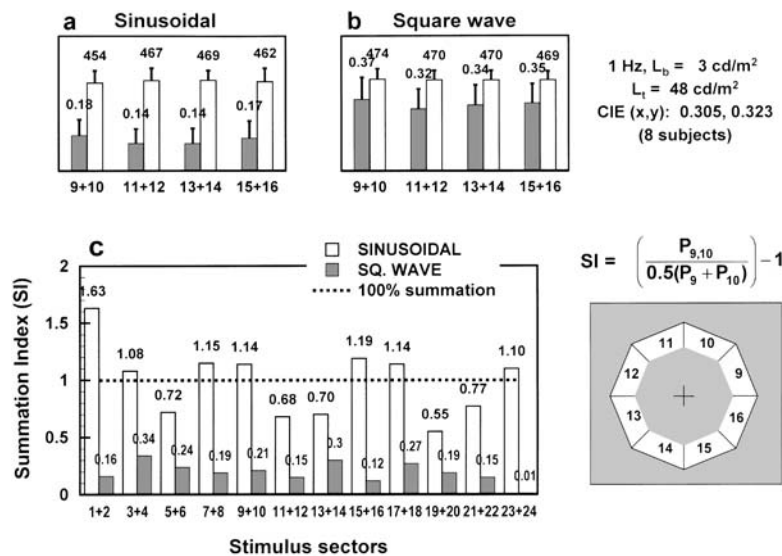 a Sinusoidal
454 467 469 462
0.18 0.14 0.14 0.17
9+10 11+12 13+14 15+16
b Square wave
474 470 470 469
0.37 0.32 0.34 0.35
9+10 11+12 13+14 15+16
1 Hz, Lb = 3 cd/m²
Lt = 48 cd/m²
CIE (x,y): 0.305, 0.323
(8 subjects)
c
SINUSOIDAL
SQ. WAVE
100% summation
Summation Index (SI)
2
1.5
1
0.5
0
1.63 1.08 0.72 1.15 1.14 0.68 0.70 1.19 1.14 0.55 0.77 1.10
0.16 0.34 0.24 0.19 0.21 0.15 0.3 0.12 0.27 0.19 0.15 0.01
1+2 3+4 5+6 7+8 9+10 11+12 13+14 15+16 17+18 19+20 21+22 23+24
Stimulus sectors
SI = (P9,10 / 0.5(P9 + P10)) − 1
11 10
12 9
13 16
14 15